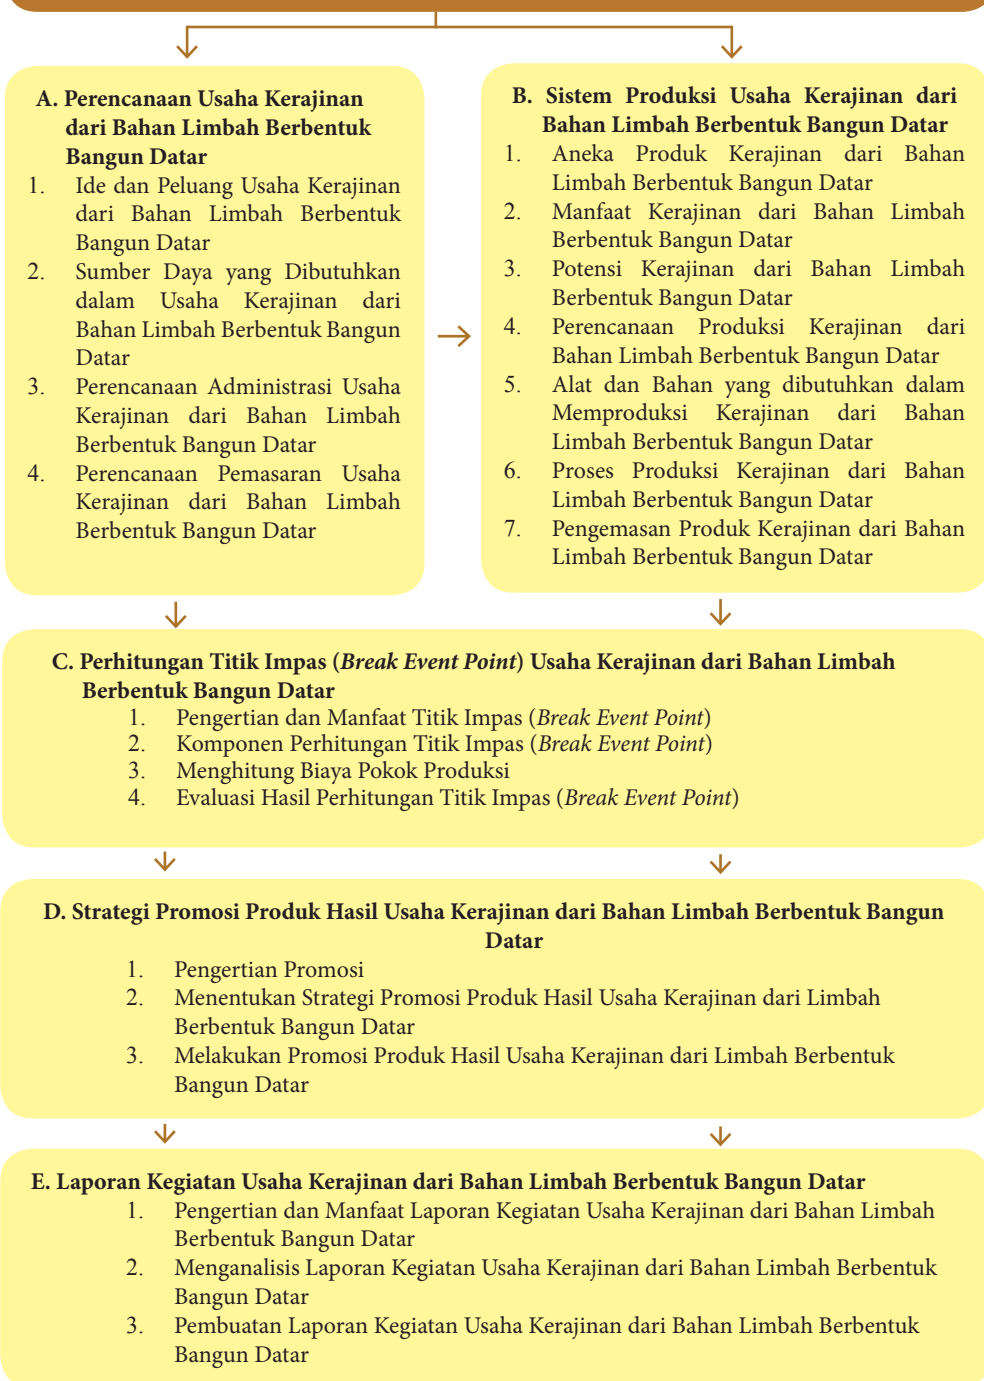 A. Perencanaan Usaha Kerajinan
dari Bahan Limbah Berbentuk
Bangun Datar
1. Ide dan Peluang Usaha Kerajinan
dari Bahan Limbah Berbentuk
Bangun Datar
2. Sumber Daya yang Dibutuhkan
dalam Usaha Kerajinan dari
Bahan Limbah Berbentuk Bangun
Datar
3. Perencanaan Administrasi Usaha
Kerajinan dari Bahan Limbah
Berbentuk Bangun Datar
4. Perencanaan Pemasaran Usaha
Kerajinan dari Bahan Limbah
Berbentuk Bangun Datar
B. Sistem Produksi Usaha Kerajinan dari
Bahan Limbah Berbentuk Bangun Datar
1. Aneka Produk Kerajinan dari Bahan
Limbah Berbentuk Bangun Datar
2. Manfaat Kerajinan dari Bahan Limbah
Berbentuk Bangun Datar
3. Potensi Kerajinan dari Bahan Limbah
Berbentuk Bangun Datar
4. Perencanaan Produksi Kerajinan dari
Bahan Limbah Berbentuk Bangun Datar
5. Alat dan Bahan yang dibutuhkan dalam
Memproduksi Kerajinan dari Bahan
Limbah Berbentuk Bangun Datar
6. Proses Produksi Kerajinan dari Bahan
Limbah Berbentuk Bangun Datar
7. Pengemasan Produk Kerajinan dari Bahan
Limbah Berbentuk Bangun Datar
C. Perhitungan Titik Impas (Break Event Point) Usaha Kerajinan dari Bahan Limbah
Berbentuk Bangun Datar
1. Pengertian dan Manfaat Titik Impas (Break Event Point)
2. Komponen Perhitungan Titik Impas (Break Event Point)
3. Menghitung Biaya Pokok Produksi
4. Evaluasi Hasil Perhitungan Titik Impas (Break Event Point)
D. Strategi Promosi Produk Hasil Usaha Kerajinan dari Bahan Limbah Berbentuk Bangun
Datar
1. Pengertian Promosi
2. Menentukan Strategi Promosi Produk Hasil Usaha Kerajinan dari Limbah
Berbentuk Bangun Datar
3. Melakukan Promosi Produk Hasil Usaha Kerajinan dari Limbah Berbentuk
Bangun Datar
E. Laporan Kegiatan Usaha Kerajinan dari Bahan Limbah Berbentuk Bangun Datar
1. Pengertian dan Manfaat Laporan Kegiatan Usaha Kerajinan dari Bahan Limbah
Berbentuk Bangun Datar
2. Menganalisis Laporan Kegiatan Usaha Kerajinan dari Bahan Limbah Berbentuk
Bangun Datar
3. Pembuatan Laporan Kegiatan Usaha Kerajinan dari Bahan Limbah Berbentuk
Bangun Datar